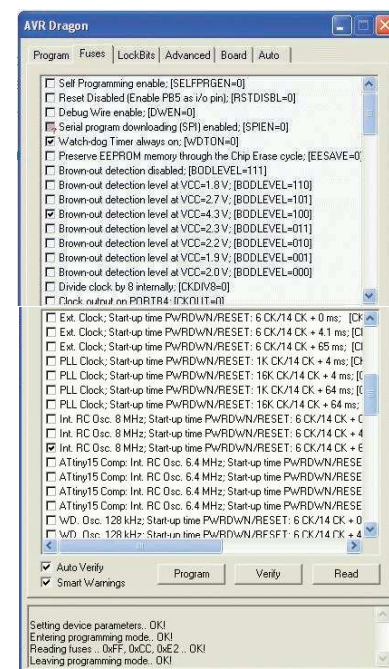 AVR Dragon
Program Fuses LockBits Advanced Board Auto
Self Programming enable; [SELFPRGEN=0]
Reset Disabled (Enable PB5 as i/o pin); [RSTDISBL=0]
Debug Wire enable; [DWEN=0]
Serial program downloading (SPI) enabled; [SPIEN=0]
Watch-dog Timer always on; [WDTON=0]
Preserve EEPROM memory through the Chip Erase cycle; [EESAVE=0]
Brown-out detection disabled; [BODLEVEL=111]
Brown-out detection level at VCC=1.8 V; [BODLEVEL=110]
Brown-out detection level at VCC=2.7 V; [BODLEVEL=101]
Brown-out detection level at VCC=4.3 V; [BODLEVEL=100]
Brown-out detection level at VCC=2.3 V; [BODLEVEL=011]
Brown-out detection level at VCC=2.2 V; [BODLEVEL=010]
Brown-out detection level at VCC=1.9 V; [BODLEVEL=001]
Brown-out detection level at VCC=2.0 V; [BODLEVEL=000]
Divide clock by 8 internally; [CKDIV8=0]
Clock output on PORTB4; [CKOUT=0]
Ext. Clock; Start-up time PWRDWN/RESET: 6 CK/14 CK + 0 ms; [CK
Ext. Clock; Start-up time PWRDWN/RESET: 6 CK/14 CK + 4.1 ms; [C
Ext. Clock; Start-up time PWRDWN/RESET: 6 CK/14 CK + 65 ms; [C
PLL Clock; Start-up time PWRDWN/RESET: 1K CK/14 CK + 4 ms; [C
PLL Clock; Start-up time PWRDWN/RESET: 16K CK/14 CK + 4 ms; [
PLL Clock; Start-up time PWRDWN/RESET: 1K CK/14 CK + 64 ms; [
PLL Clock; Start-up time PWRDWN/RESET: 16K CK/14 CK + 64 ms;
Int. RC Osc. 8 MHz; Start-up time PWRDWN/RESET: 6 CK/14 CK + 0
Int. RC Osc. 8 MHz; Start-up time PWRDWN/RESET: 6 CK/14 CK + 4
Int. RC Osc. 8 MHz; Start-up time PWRDWN/RESET: 6 CK/14 CK + 6
ATtiny15 Comp: Int. RC Osc. 6.4 MHz; Start-up time PWRDWN/RESE
ATtiny15 Comp: Int. RC Osc. 6.4 MHz; Start-up time PWRDWN/RESE
ATtiny15 Comp: Int. RC Osc. 6.4 MHz; Start-up time PWRDWN/RESE
ATtiny15 Comp: Int. RC Osc. 6.4 MHz; Start-up time PWRDWN/RESE
WD. Osc. 128 kHz; Start-up time PWRDWN/RESET: 6 CK/14 CK + 0
WD. Osc. 128 kHz; Start-up time PWRDWN/RESET: 6 CK/14 CK + 4
Auto Verify
Smart Warnings
Program Verify Read
Setting device parameters.. OK!
Entering programming mode.. OK!
Reading fuses .. 0xFF, 0xCC, 0xE2 .. OK!
Leaving programming mode.. OK!